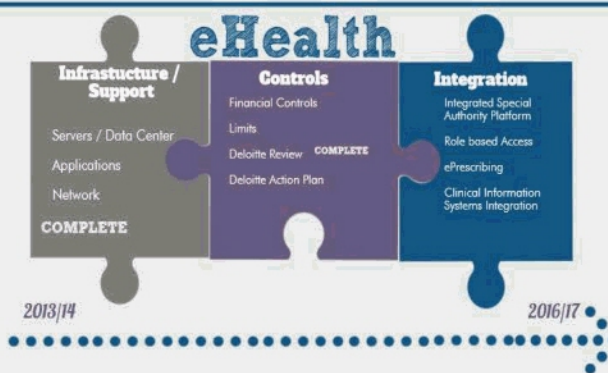 eHealth
Infrastucture /
Support
Servers / Data Center
Applications
Network
COMPLETE
Controls
Financial Controls
Limits
Deloitte Review COMPLETE
Deloitte Action Plan
Integration
Integrated Special
Authority Platform
Role based Access
ePrescribing
Clinical Information
Systems Integration
2013/14
2016/17